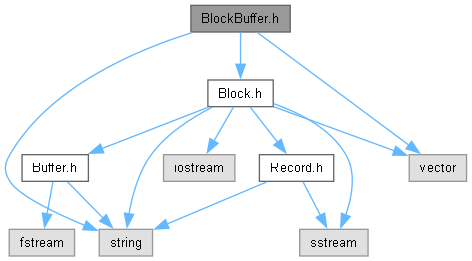 BlockBuffer.h
Block.h
Buffer.h
iostream
Record.h
vector
fstream
string
sstream